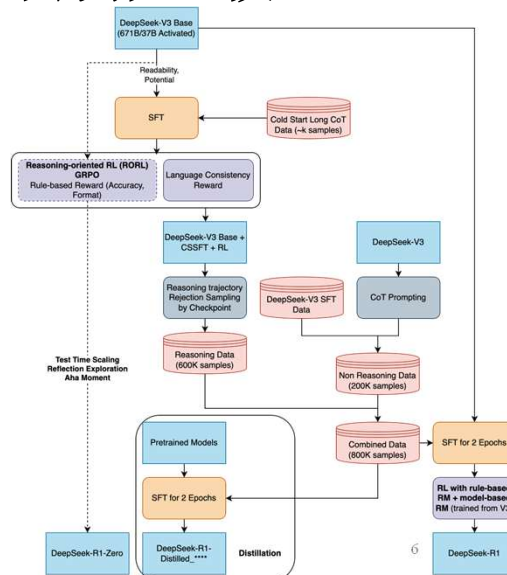 DeepSeek-V3 Base
(671B/37B Activated)
Readability,
Potential
SFT
Cold Start Long CoT
Data (~k samples)
Reasoning-oriented RL (RORL)
GRPO
Rule-based Reward (Accuracy,
Format)
Language Consistency
Reward
DeepSeek-V3 Base +
CSSFT + RL
DeepSeek-V3
Reasoning trajectory
Rejection Sampling
by Checkpoint
DeepSeek-V3 SFT
Data
CoT Prompting
Test Time Scaling
Reflection Exploration
Aha Moment
Reasoning Data
(600K samples)
Non Reasoning Data
(200K samples)
Pretrained Models
Combined Data
(800K samples)
SFT for 2 Epochs
SFT for 2 Epochs
RL with rule-based
RM + model-based
RM (trained from V3
DeepSeek-R1-Zero
DeepSeek-R1-
Distilled_****
Distillation
6
DeepSeek-R1